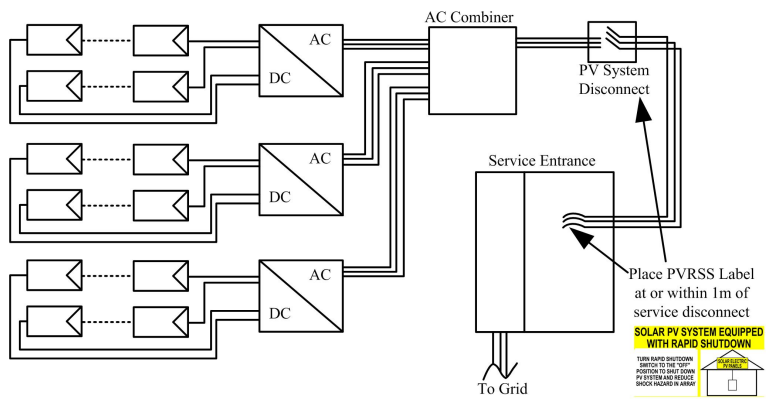 AC Combiner
AC
DC
PV System
Disconnect
AC
DC
Service Entrance
AC
DC
Place PVRSS Label
at or within 1m of
service disconnect
SOLAR PV SYSTEM EQUIPPED
WITH RAPID SHUTDOWN
TURN RAPID SHUTDOWN
SWITCH TO THE "OFF"
POSITION TO SHUT DOWN
PV SYSTEM AND REDUCE
SHOCK HAZARD IN ARRAY
SOLAR ELECTRIC
PV PANELS
To Grid